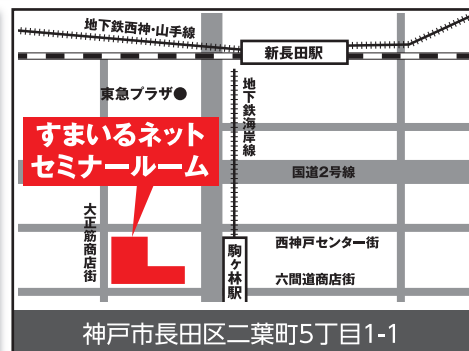 地下鉄西神・山手線
新長田駅
東急プラザ●
地下鉄海岸線
すまいるネット
セミナールーム
国道2号線
大正筋商店街
駒ヶ林駅
西神戸センター街
六間道商店街
神戸市長田区二葉町5丁目1-1